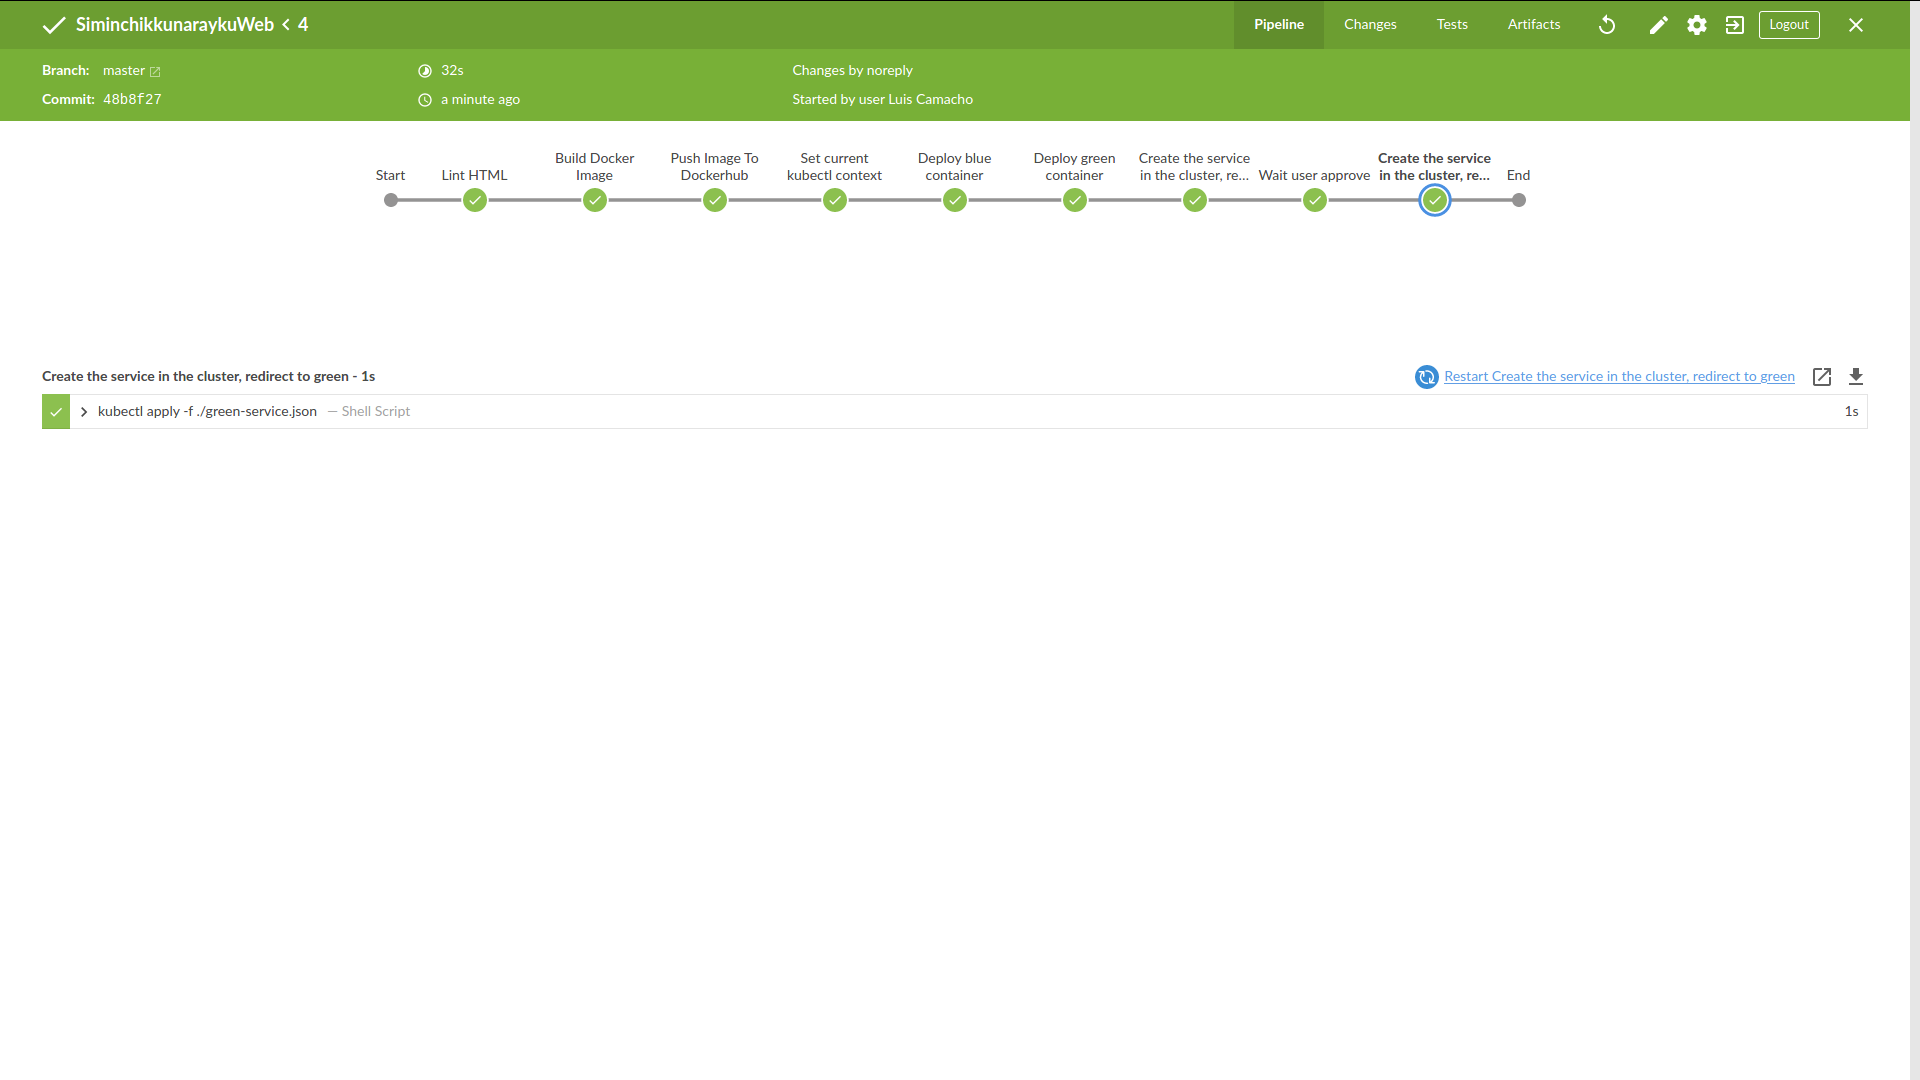 SiminchikkunaraykuWeb < 4
Pipeline
Changes
Tests
Artifacts
Logout
Branch: master
32s
Changes by noreply
Commit: 48b8f27
a minute ago
Started by user Luis Camacho
Start
Lint HTML
Build Docker
Image
Push Image To
Dockerhub
Set current
kubectl context
Deploy blue
container
Deploy green
container
Create the service
in the cluster, re...
Wait user approve
Create the service
in the cluster, re...
End
Create the service in the cluster, redirect to green - 1s
Restart Create the service in the cluster, redirect to green
kubectl apply -f ./green-service.json — Shell Script
1s